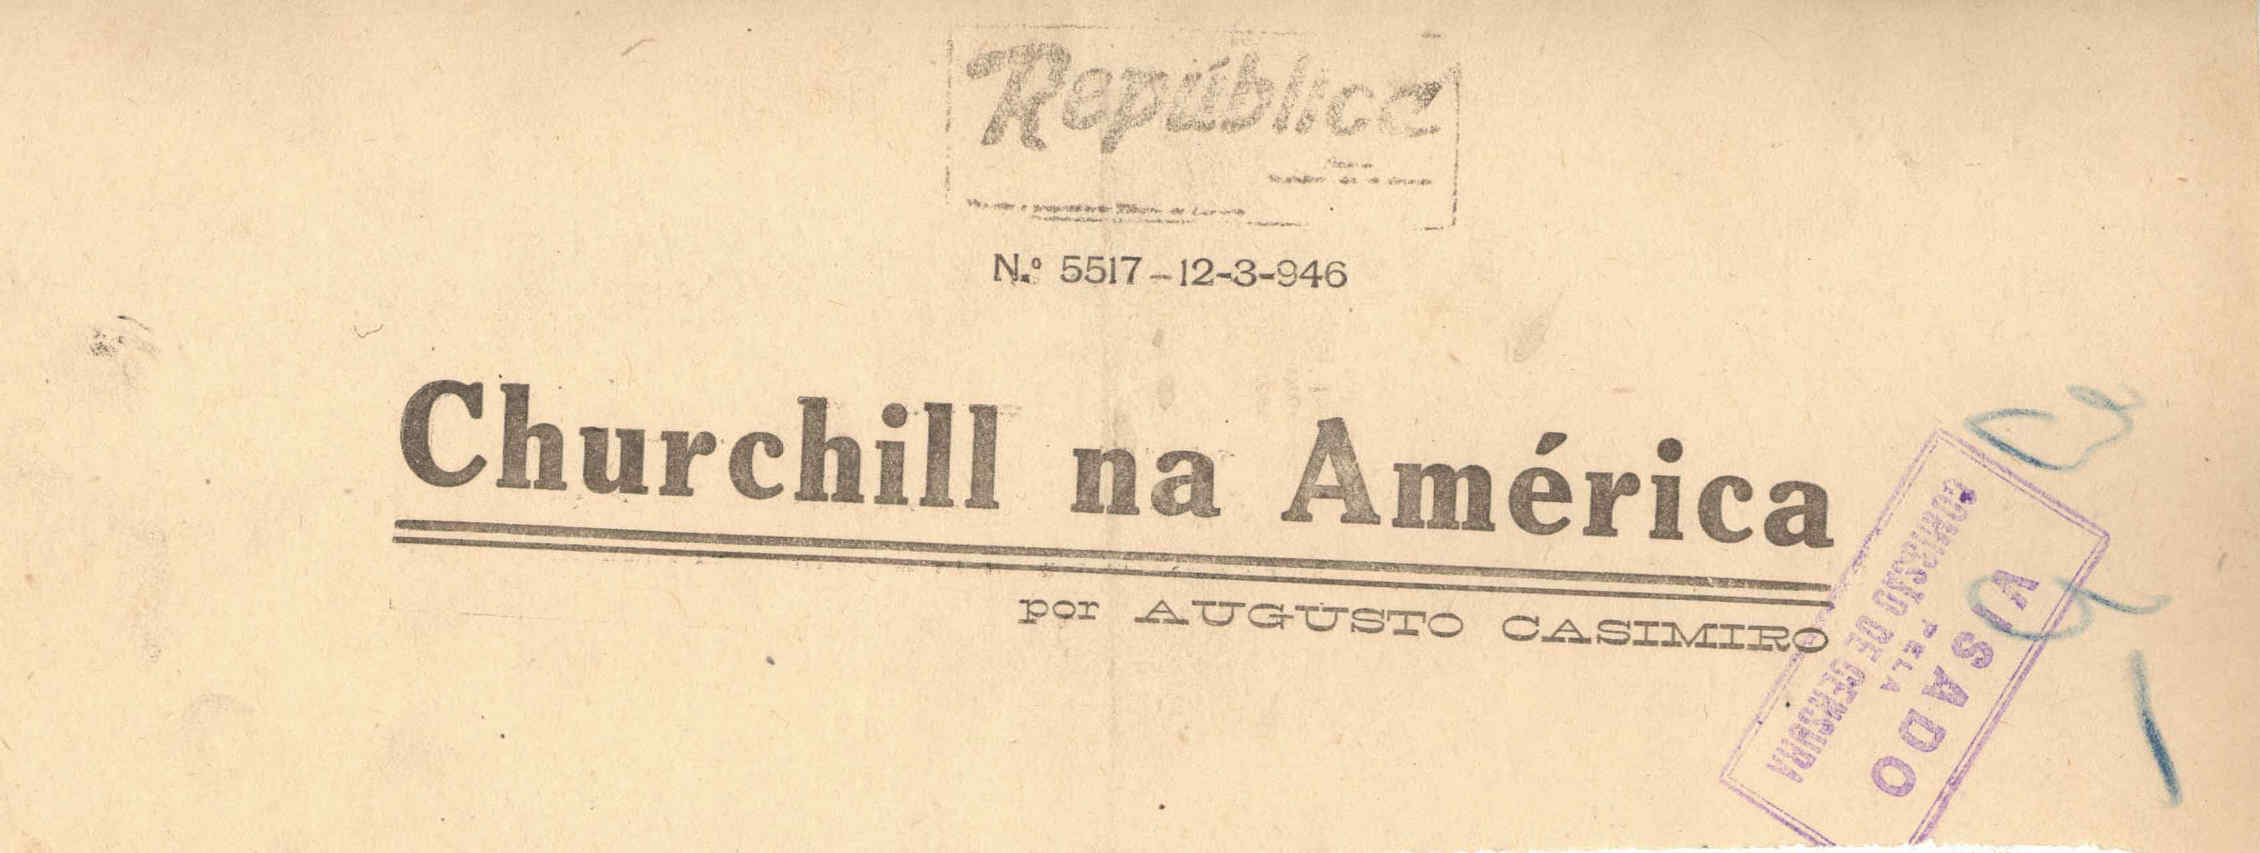 República
N.º 5517-12-3-946
Churchill na América
por AUGUSTO CASIMIRO
VISADO
PELA
COMISSÃO DE CENSURA